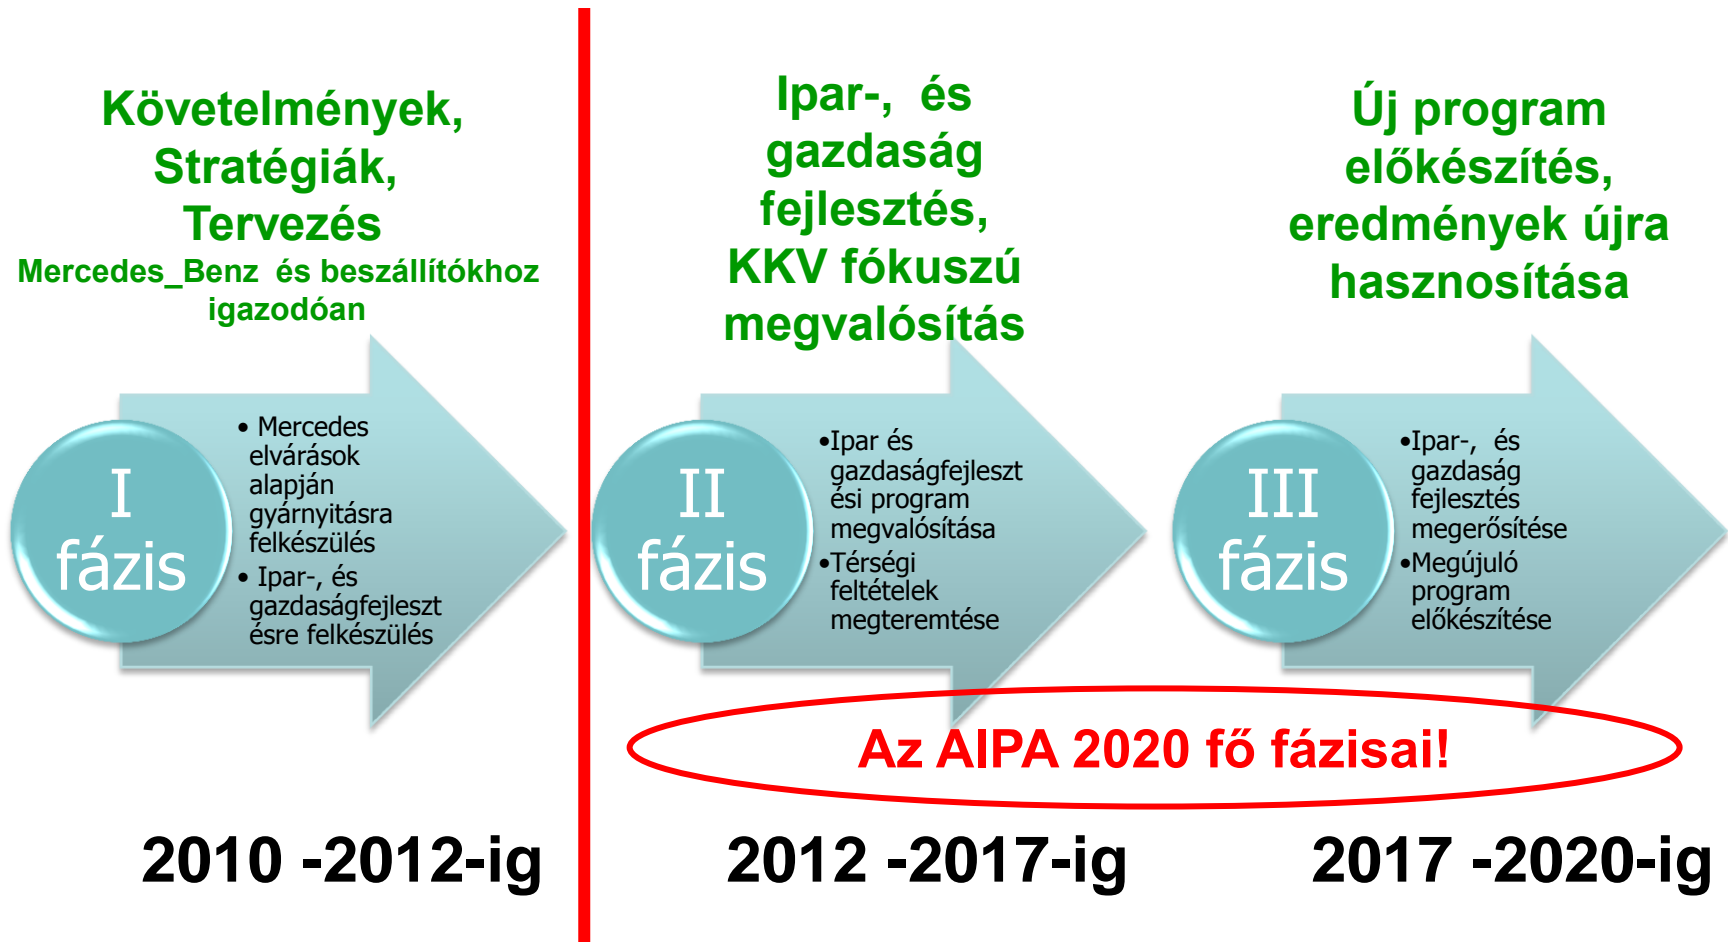 Követelmények,
Stratégiák,
Tervezés
Mercedes_Benz és beszállítókhoz
igazodóan
Ipar-, és
gazdaság
fejlesztés,
KKV fókuszú
megvalósítás
Új program
előkészítés,
eredmények újra
hasznosítása
I
fázis
• Mercedes
elvárások
alapján
gyárnyitásra
felkészülés
• Ipar-, és
gazdaságfejleszt
ésre felkészülés
II
fázis
•Ipar és
gazdaságfejleszt
ési program
megvalósítása
•Térségi
feltételek
megteremtése
III
fázis
•Ipar-, és
gazdaság
fejlesztés
megerősítése
•Megújuló
program
előkészítése
Az AIPA 2020 fő fázisai!
2010 -2012-ig
2012 -2017-ig
2017 -2020-ig